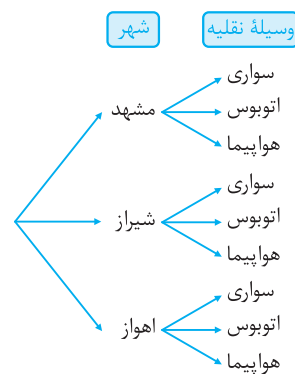 شهر وسیلهٔ نقلیه
مشهد
سواری
اتوبوس
هواپیما
شیراز
سواری
اتوبوس
هواپیما
اهواز
سواری
اتوبوس
هواپیما